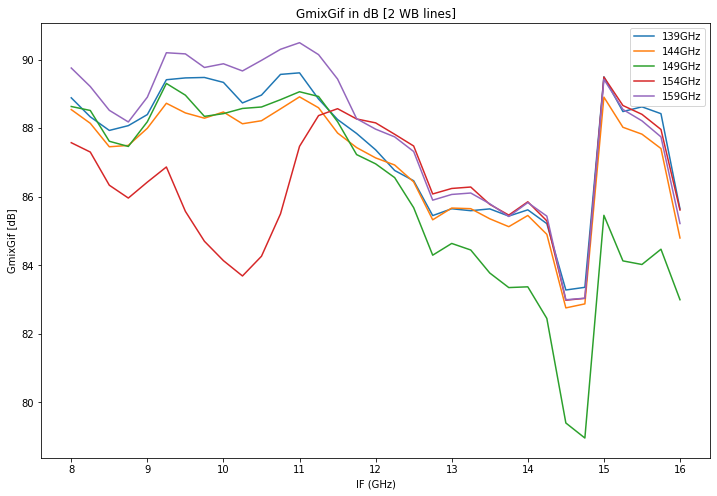 GmixGif in dB [2 WB lines]
139GHz
144GHz
149GHz
154GHz
159GHz
GmixGif [dB]
90
88
86
84
82
80
8 9 10 11 12 13 14 15 16
IF (GHz)